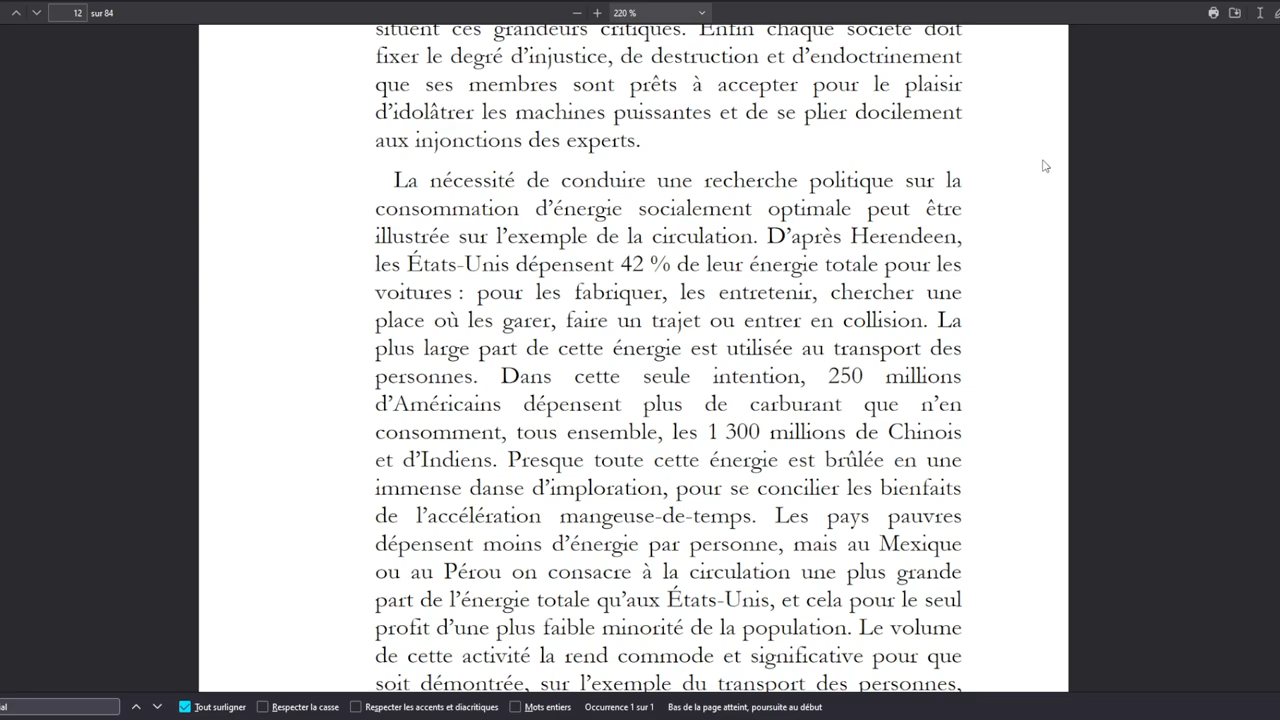 12 sur 84
220 %
situent ces grandeurs critiques. Enfin chaque société doit
fixer le degré d’injustice, de destruction et d’endoctrinement
que ses membres sont prêts à accepter pour le plaisir
d’idolâtrer les machines puissantes et de se plier docilement
aux injonctions des experts.
La nécessité de conduire une recherche politique sur la
consommation d’énergie socialement optimale peut être
illustrée sur l’exemple de la circulation. D’après Herendeen,
les États-Unis dépensent 42 % de leur énergie totale pour les
voitures : pour les fabriquer, les entretenir, chercher une
place où les garer, faire un trajet ou entrer en collision. La
plus large part de cette énergie est utilisée au transport des
personnes. Dans cette seule intention, 250 millions
d’Américains dépensent plus de carburant que n’en
consomment, tous ensemble, les 1 300 millions de Chinois
et d’Indiens. Presque toute cette énergie est brûlée en une
immense danse d’imploration, pour se concilier les bienfaits
de l’accélération mangeuse-de-temps. Les pays pauvres
dépensent moins d’énergie par personne, mais au Mexique
ou au Pérou on consacre à la circulation une plus grande
part de l’énergie totale qu’aux États-Unis, et cela pour le seul
profit d’une plus faible minorité de la population. Le volume
de cette activité la rend commode et significative pour que
soit démontrée, sur l’exemple du transport des personnes,
ial Tout surligner Respecter la casse Respecter les accents et diacritiques Mots entiers Occurrence 1 sur 1 Bas de la page atteint, poursuite au début